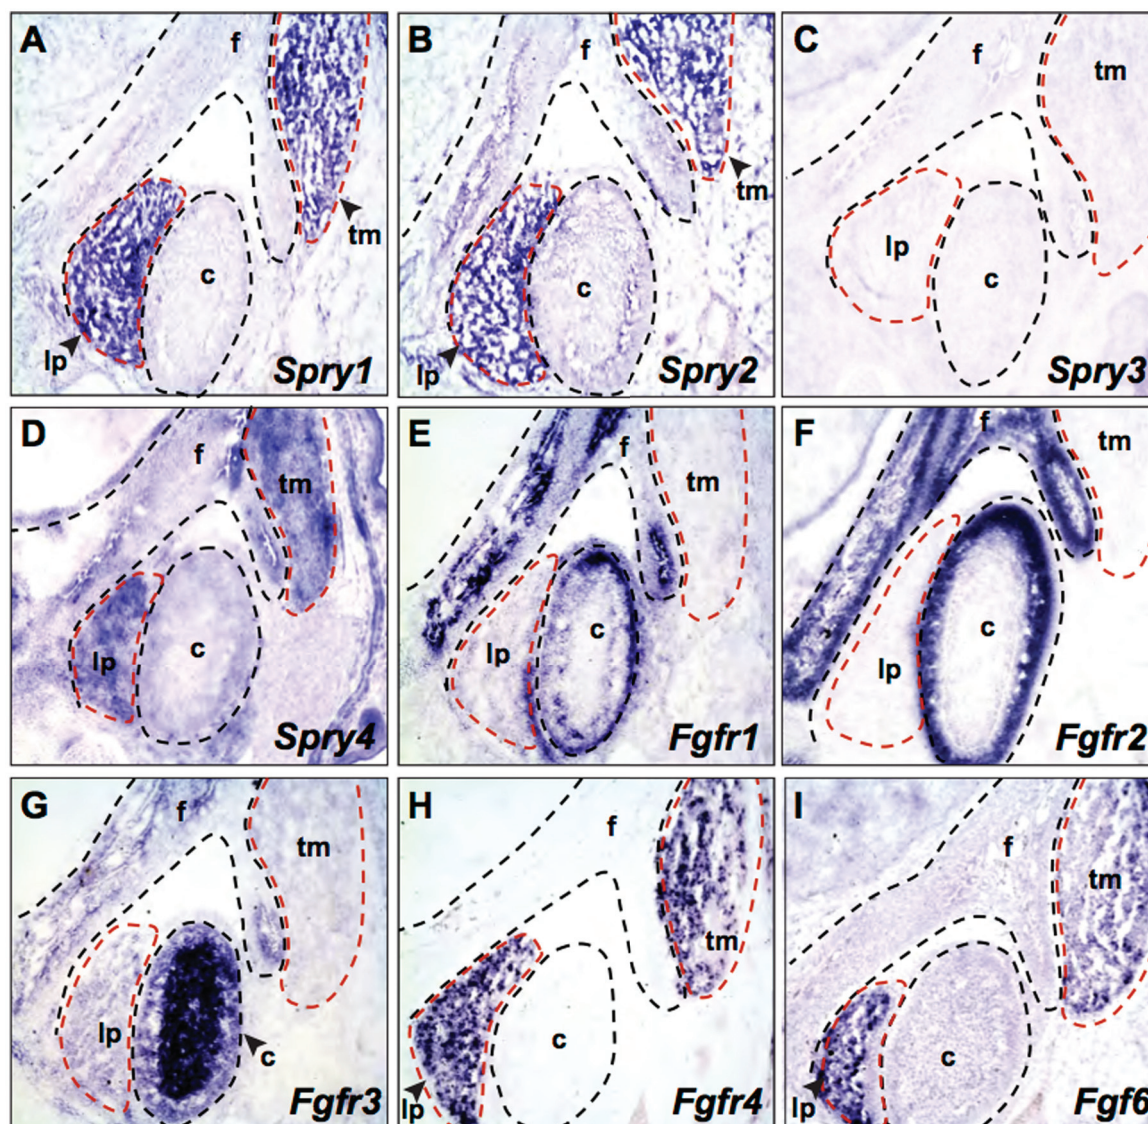 A f tm c lp Spry1
B f tm c lp Spry2
C f tm lp c Spry3
D f tm lp c Spry4
E f tm lp c Fgfr1
F f tm lp c Fgfr2
G f tm lp c Fgfr3
H f tm c lp Fgfr4
I f tm c lp Fgf6